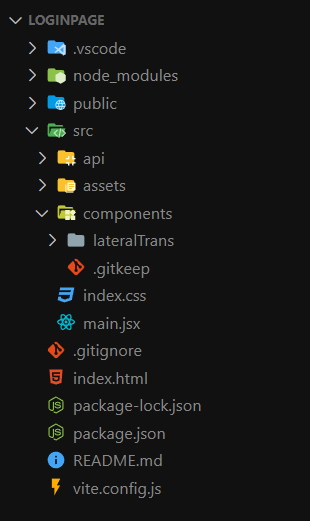 LOGINPAGE
.vscode
node_modules
public
src
api
assets
components
lateralTrans
.gitkeep
index.css
main.jsx
.gitignore
index.html
package-lock.json
package.json
README.md
vite.config.js